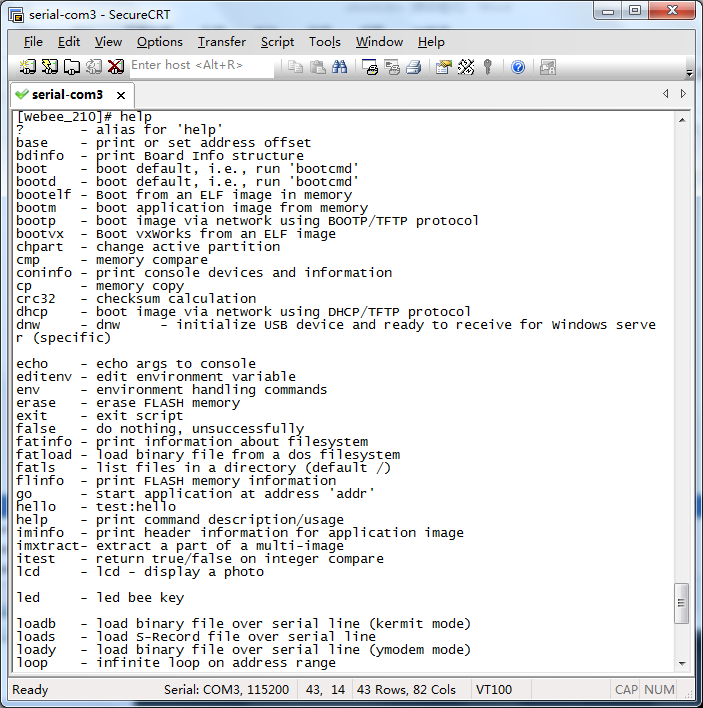 serial-com3 - SecureCRT
File Edit View Options Transfer Script Tools Window Help
Enter host <Alt+R>
serial-com3
[webee_210]# help
?       - alias for 'help'
base    - print or set address offset
bdinfo  - print Board Info structure
boot    - boot default, i.e., run 'bootcmd'
bootd   - boot default, i.e., run 'bootcmd'
bootelf - Boot from an ELF image in memory
bootm   - boot application image from memory
bootp   - boot image via network using BOOTP/TFTP protocol
bootvx  - Boot vxWorks from an ELF image
chpart  - change active partition
cmp     - memory compare
coninfo - print console devices and information
cp      - memory copy
crc32   - checksum calculation
dhcp    - boot image via network using DHCP/TFTP protocol
dnw     - dnw     - initialize USB device and ready to receive for Windows serve
r (specific)
echo    - echo args to console
editenv - edit environment variable
env     - environment handling commands
erase   - erase FLASH memory
exit    - exit script
false   - do nothing, unsuccessfully
fatinfo - print information about filesystem
fatload - load binary file from a dos filesystem
fatls   - list files in a directory (default /)
flinfo  - print FLASH memory information
go      - start application at address 'addr'
hello   - test:hello
help    - print command description/usage
iminfo  - print header information for application image
imxtract- extract a part of a multi-image
itest   - return true/false on integer compare
lcd     - lcd - display a photo
led     - led bee key
loadb   - load binary file over serial line (kermit mode)
loads   - load S-Record file over serial line
loady   - load binary file over serial line (ymodem mode)
loop    - infinite loop on address range
Ready Serial: COM3, 115200 43, 14 43 Rows, 82 Cols VT100 CAP NUM